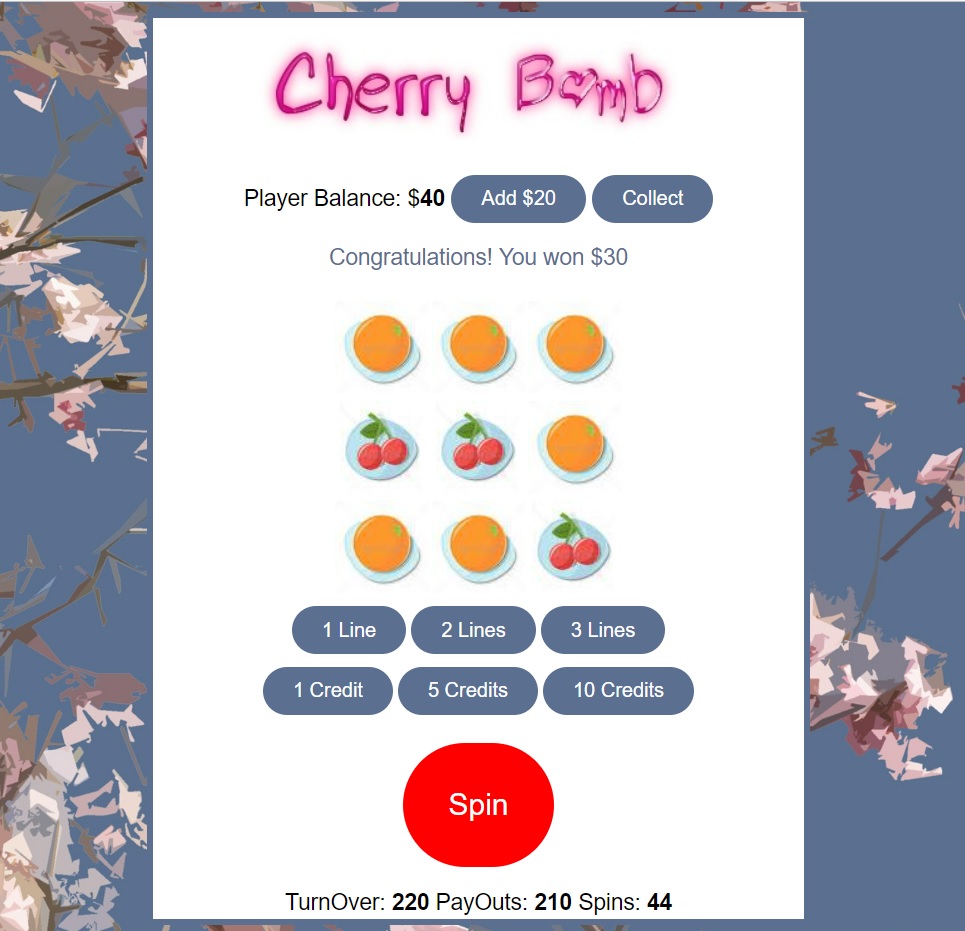 Cherry Bomb
Player Balance: $40 Add $20 Collect
Congratulations! You won $30
1 Line 2 Lines 3 Lines
1 Credit 5 Credits 10 Credits
Spin
TurnOver: 220 PayOuts: 210 Spins: 44